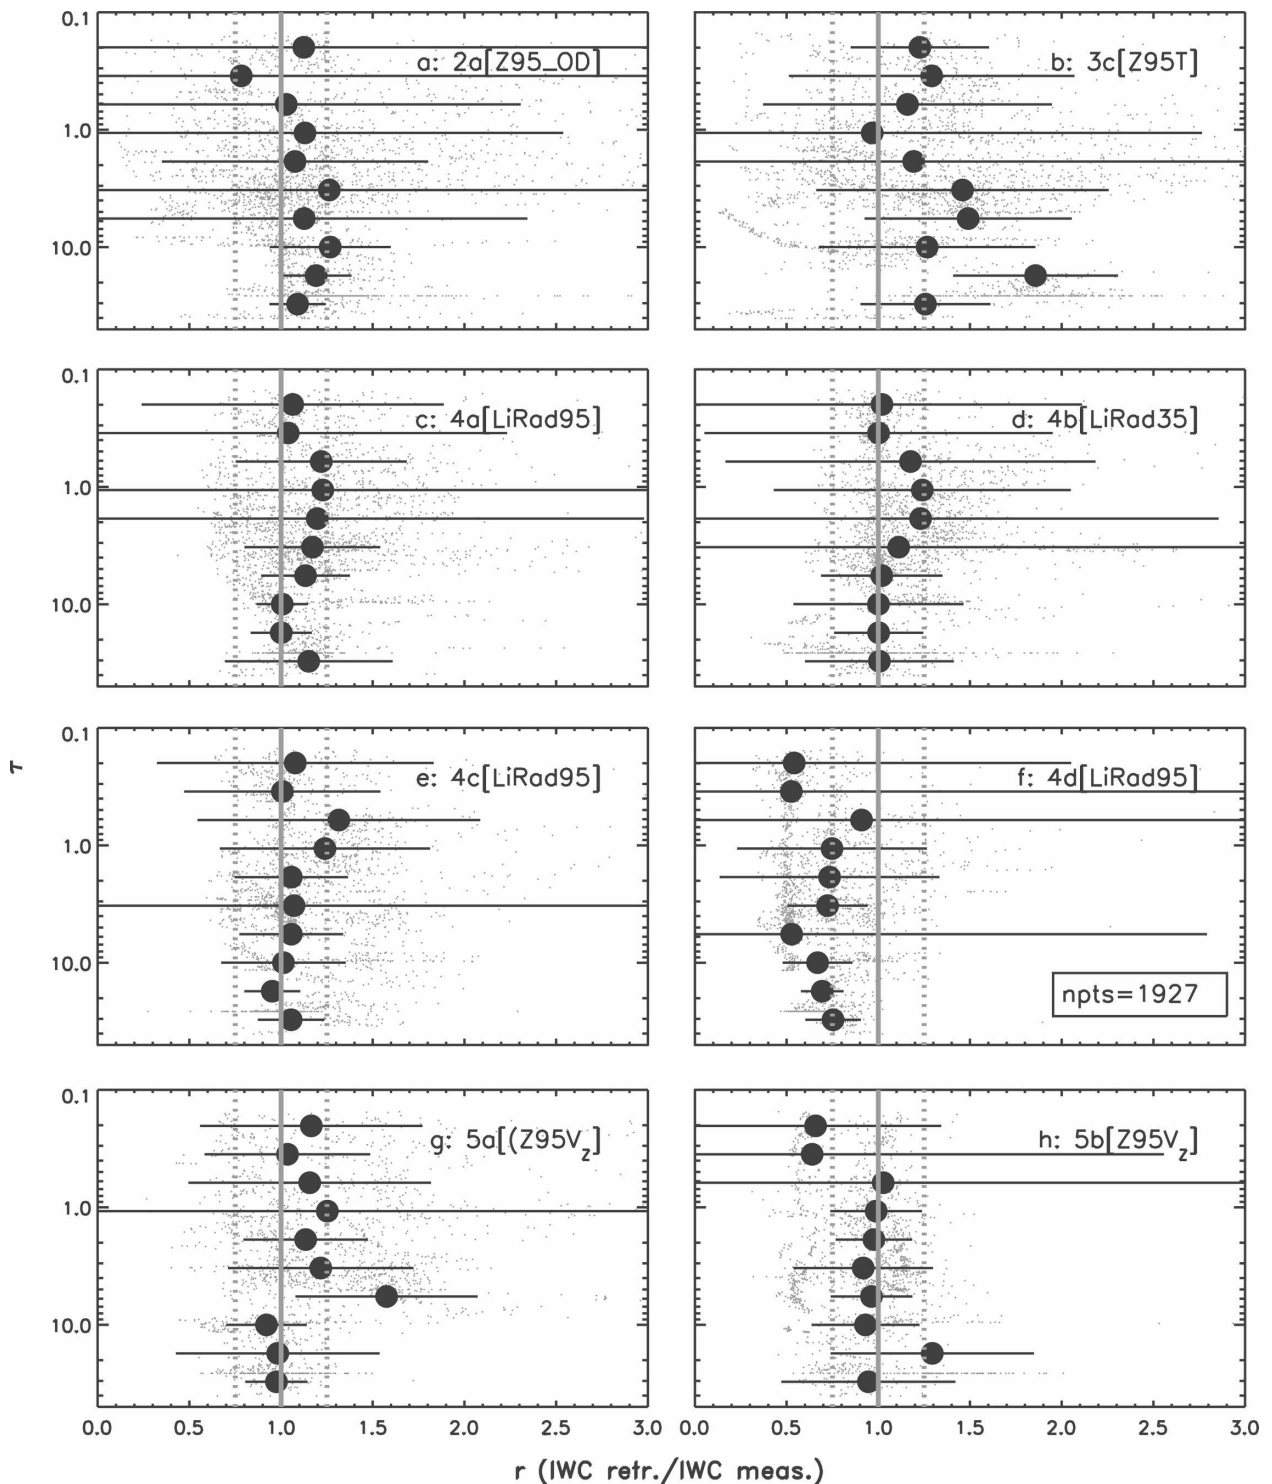 0.1
a: 2a[Z95_OD]
b: 3c[Z95T]
1.0
10.0
0.1
c: 4a[LiRad95]
d: 4b[LiRad35]
1.0
10.0
0.1
τ
e: 4c[LiRad95]
f: 4d[LiRad95]
1.0
10.0
npts=1927
0.1
g: 5a[(Z95V_z]
h: 5b[Z95V_z]
1.0
10.0
0.0 0.5 1.0 1.5 2.0 2.5 3.0 0.0 0.5 1.0 1.5 2.0 2.5 3.0
r (IWC retr./IWC meas.)